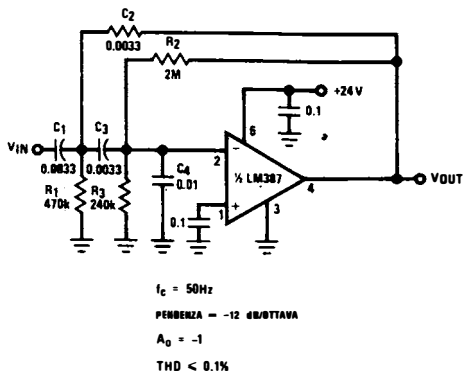 C2
0.0033
R2
2M
+24V
0.1
C1
0.0033
C3
0.0033
VIN
R1
470k
R3
240k
C4
0.01
0.1
2
−
6
½ LM387
4
1
+
3
VOUT
fc = 50Hz
PENDENZA = −12 dB/OTTAVA
Ao = −1
THD < 0.1%